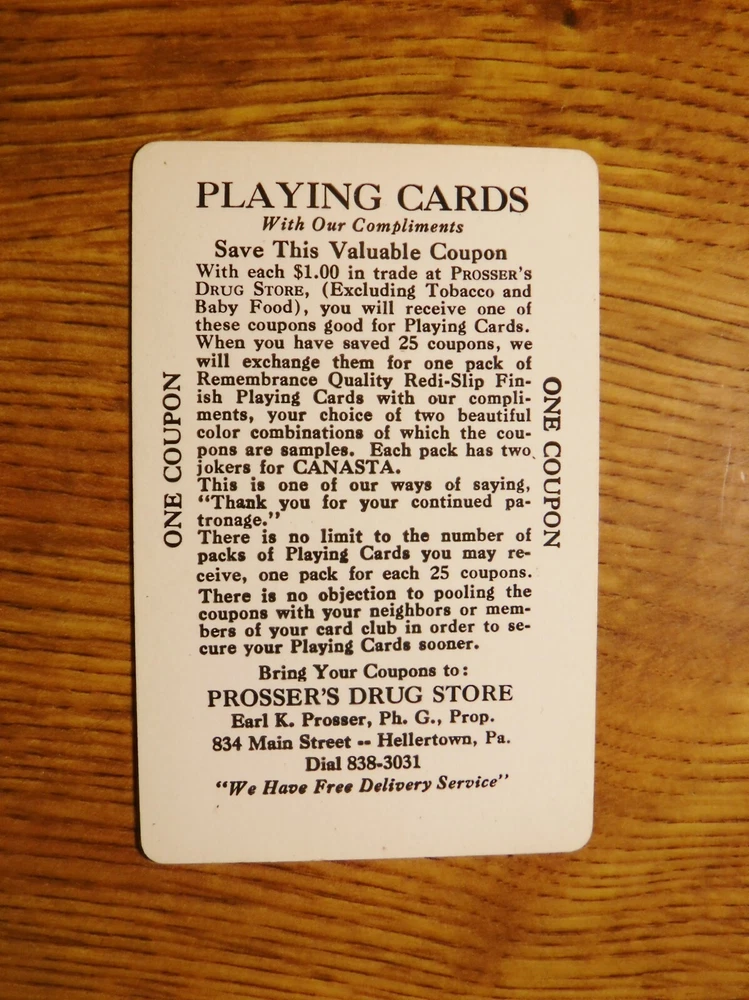 PLAYING CARDS
With Our Compliments
Save This Valuable Coupon
With each $1.00 in trade at PROSSER'S
DRUG STORE, (Excluding Tobacco and
Baby Food), you will receive one of
these coupons good for Playing Cards.
When you have saved 25 coupons, we
will exchange them for one pack of
Remembrance Quality Redi-Slip Fin-
ish Playing Cards with our compli-
ments, your choice of two beautiful
color combinations of which the cou-
pons are samples. Each pack has two
jokers for CANASTA.
This is one of our ways of saying,
"Thank you for your continued pa-
tronage."
There is no limit to the number of
packs of Playing Cards you may re-
ceive, one pack for each 25 coupons.
There is no objection to pooling the
coupons with your neighbors or mem-
bers of your card club in order to se-
cure your Playing Cards sooner.
Bring Your Coupons to:
PROSSER'S DRUG STORE
Earl K. Prosser, Ph. G., Prop.
834 Main Street -- Hellertown, Pa.
Dial 838-3031
"We Have Free Delivery Service"
ONE COUPON
ONE COUPON